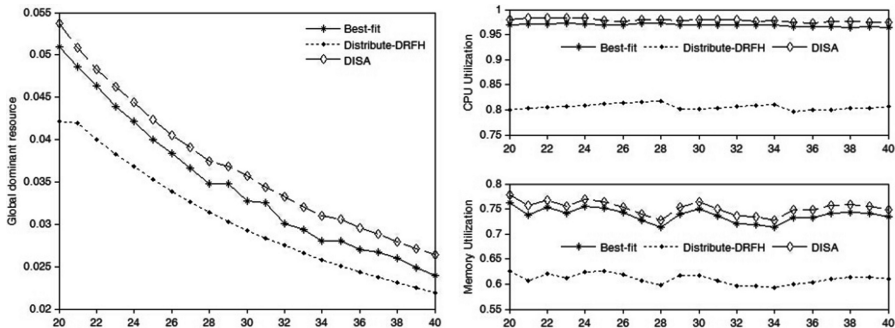 Global dominant resource
0.055
0.05
0.045
0.04
0.035
0.03
0.025
0.02
20 22 24 26 28 30 32 34 36 38 40
Best-fit
Distribute-DRFH
DISA
CPU Utilization
1
0.95
0.9
0.85
0.8
0.75
Best-fit Distribute-DRFH DISA
20 22 24 26 28 30 32 34 36 38 40
Memory Utilization
0.8
0.75
0.7
0.65
0.6
0.55
Best-fit Distribute-DRFH DISA
20 22 24 26 28 30 32 34 36 38 40